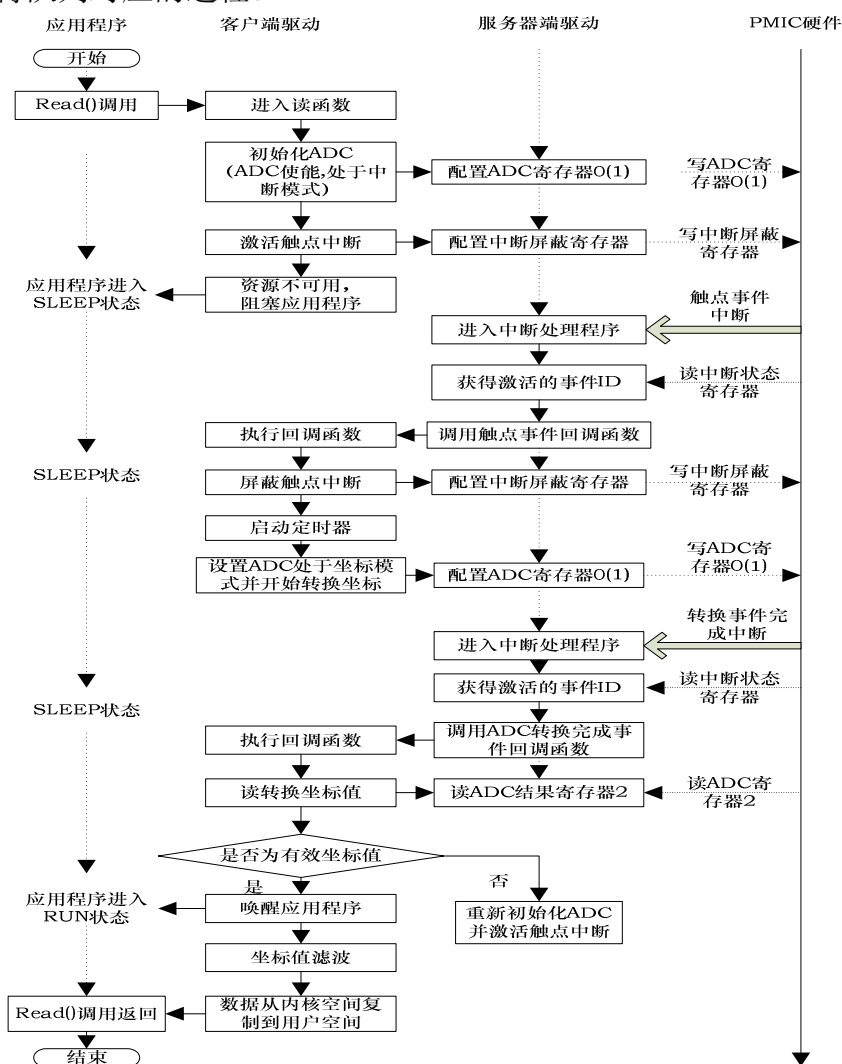 应用程序 客户端驱动 服务器端驱动 PMIC硬件
开始
Read()调用 进入读函数
初始化ADC
(ADC使能,处于中
断模式)
配置ADC寄存器0(1)
写ADC寄
存器0(1)
激活触点中断 配置中断屏蔽寄存器
写中断屏蔽
寄存器
应用程序进入
SLEEP状态
资源不可用，
阻塞应用程序
触点事件
中断
进入中断处理程序
获得激活的事件ID
读中断状态
寄存器
执行回调函数 调用触点事件回调函数
SLEEP状态
屏蔽触点中断 配置中断屏蔽寄存器
写中断屏蔽
寄存器
启动定时器
设置ADC处于坐标模
式并开始转换坐标
配置ADC寄存器0(1)
写ADC寄
存器0(1)
转换事件完
成中断
进入中断处理程序
获得激活的事件ID
读中断状态
寄存器
SLEEP状态
执行回调函数
调用ADC转换完成事
件回调函数
读转换坐标值 读ADC结果寄存器2
读ADC寄
存器2
是否为有效坐标值
是
否
应用程序进入
RUN状态
唤醒应用程序
重新初始化ADC
并激活触点中断
坐标值滤波
Read()调用返回
数据从内核空间复
制到用户空间
结束